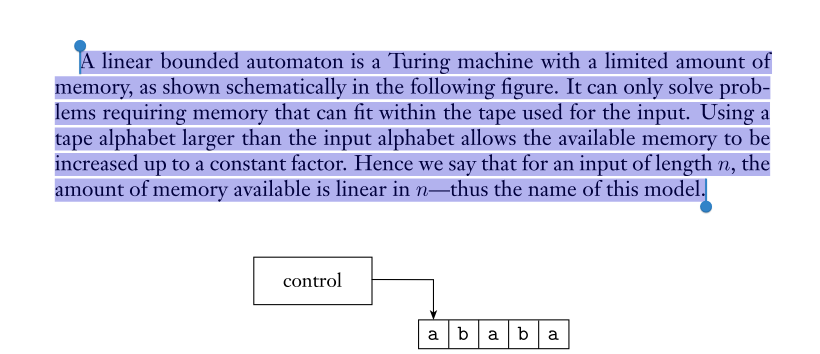 A linear bounded automaton is a Turing machine with a limited amount of
memory, as shown schematically in the following figure. It can only solve prob-
lems requiring memory that can fit within the tape used for the input. Using a
tape alphabet larger than the input alphabet allows the available memory to be
increased up to a constant factor. Hence we say that for an input of length n, the
amount of memory available is linear in n—thus the name of this model.
control
a b a b a